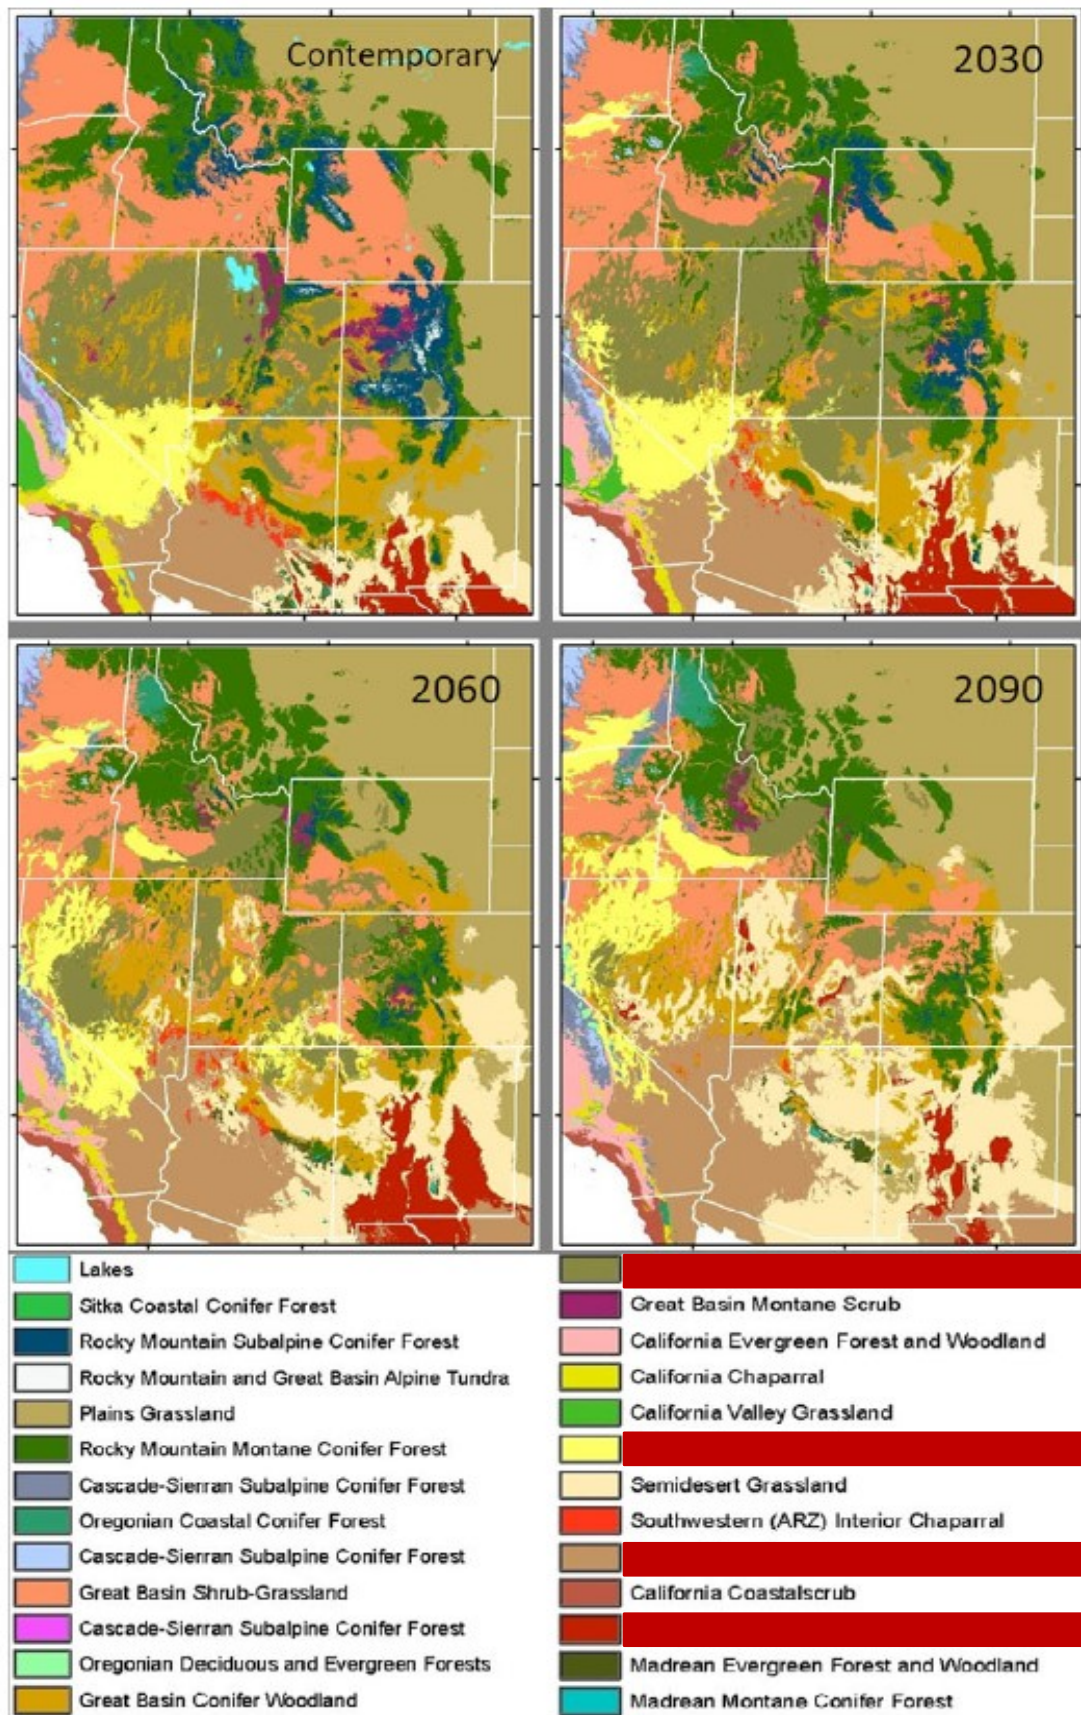 Contemporary
2030
2060
2090
Lakes
Sitka Coastal Conifer Forest
Rocky Mountain Subalpine Conifer Forest
Rocky Mountain and Great Basin Alpine Tundra
Plains Grassland
Rocky Mountain Montane Conifer Forest
Cascade-Sierran Subalpine Conifer Forest
Oregonian Coastal Conifer Forest
Cascade-Sierran Subalpine Conifer Forest
Great Basin Shrub-Grassland
Cascade-Sierran Subalpine Conifer Forest
Oregonian Deciduous and Evergreen Forests
Great Basin Conifer Woodland
Great Basin Montane Scrub
California Evergreen Forest and Woodland
California Chaparral
California Valley Grassland
Semidesert Grassland
Southwestern (ARZ) Interior Chaparral
California Coastalscrub
Madrean Evergreen Forest and Woodland
Madrean Montane Conifer Forest